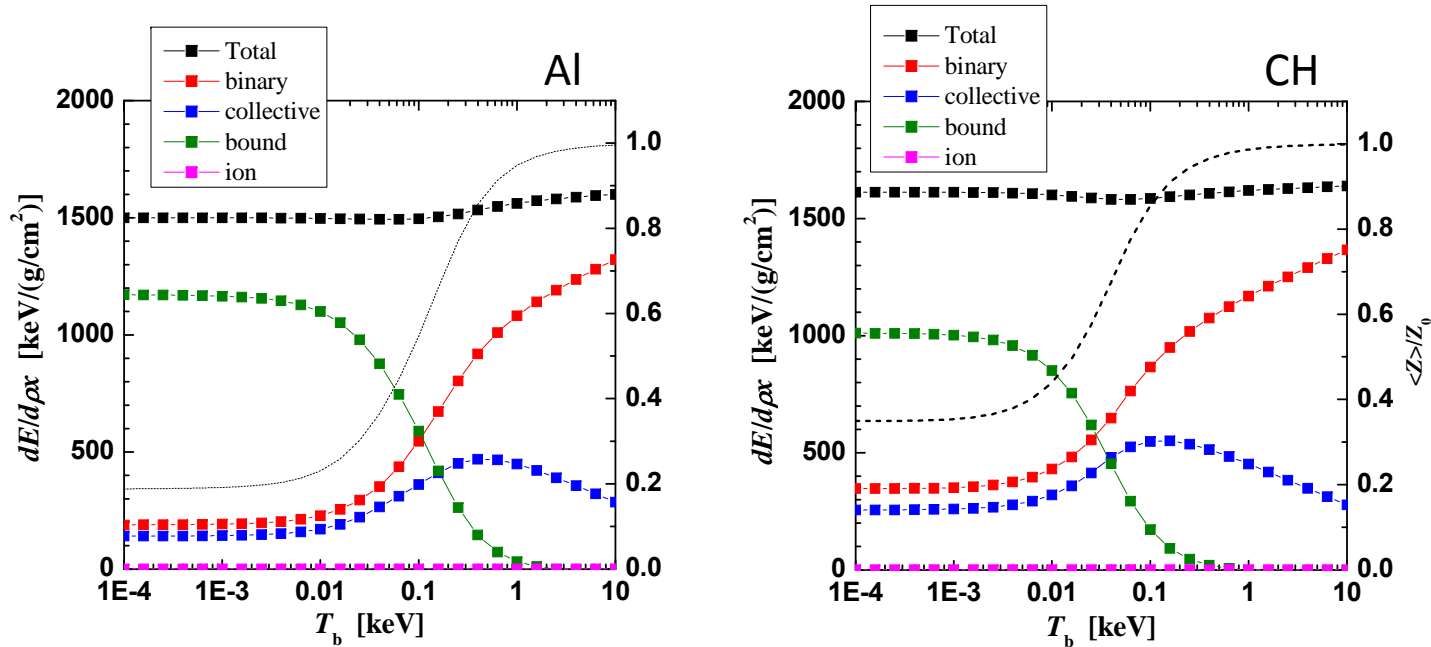 Total
binary
collective
bound
ion
Al
2000
1500
1000
500
0
dE/dρx [keV/(g/cm²)]
1.0
0.8
0.6
0.4
0.2
0.0
1E-4 1E-3 0.01 0.1 1 10
T_b [keV]
Total
binary
collective
bound
ion
CH
2000
1500
1000
500
0
dE/dρx [keV/(g/cm²)]
1.0
0.8
0.6
0.4
0.2
0.0
<Z>/Z₀
1E-4 1E-3 0.01 0.1 1 10
T_b [keV]